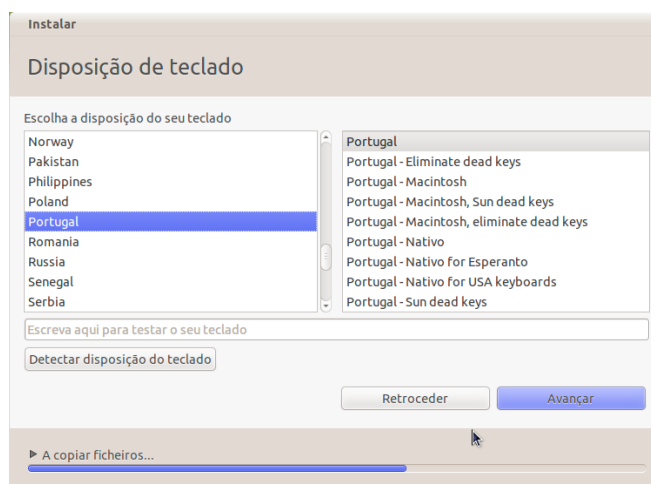 Instalar
Disposição de teclado
Escolha a disposição do seu teclado
Norway
Pakistan
Philippines
Poland
Portugal
Romania
Russia
Senegal
Serbia
Portugal
Portugal - Eliminate dead keys
Portugal - Macintosh
Portugal - Macintosh, Sun dead keys
Portugal - Macintosh, eliminate dead keys
Portugal - Nativo
Portugal - Nativo for Esperanto
Portugal - Nativo for USA keyboards
Portugal - Sun dead keys
Escreva aqui para testar o seu teclado
Detectar disposição do teclado
Retroceder
Avançar
A copiar ficheiros...